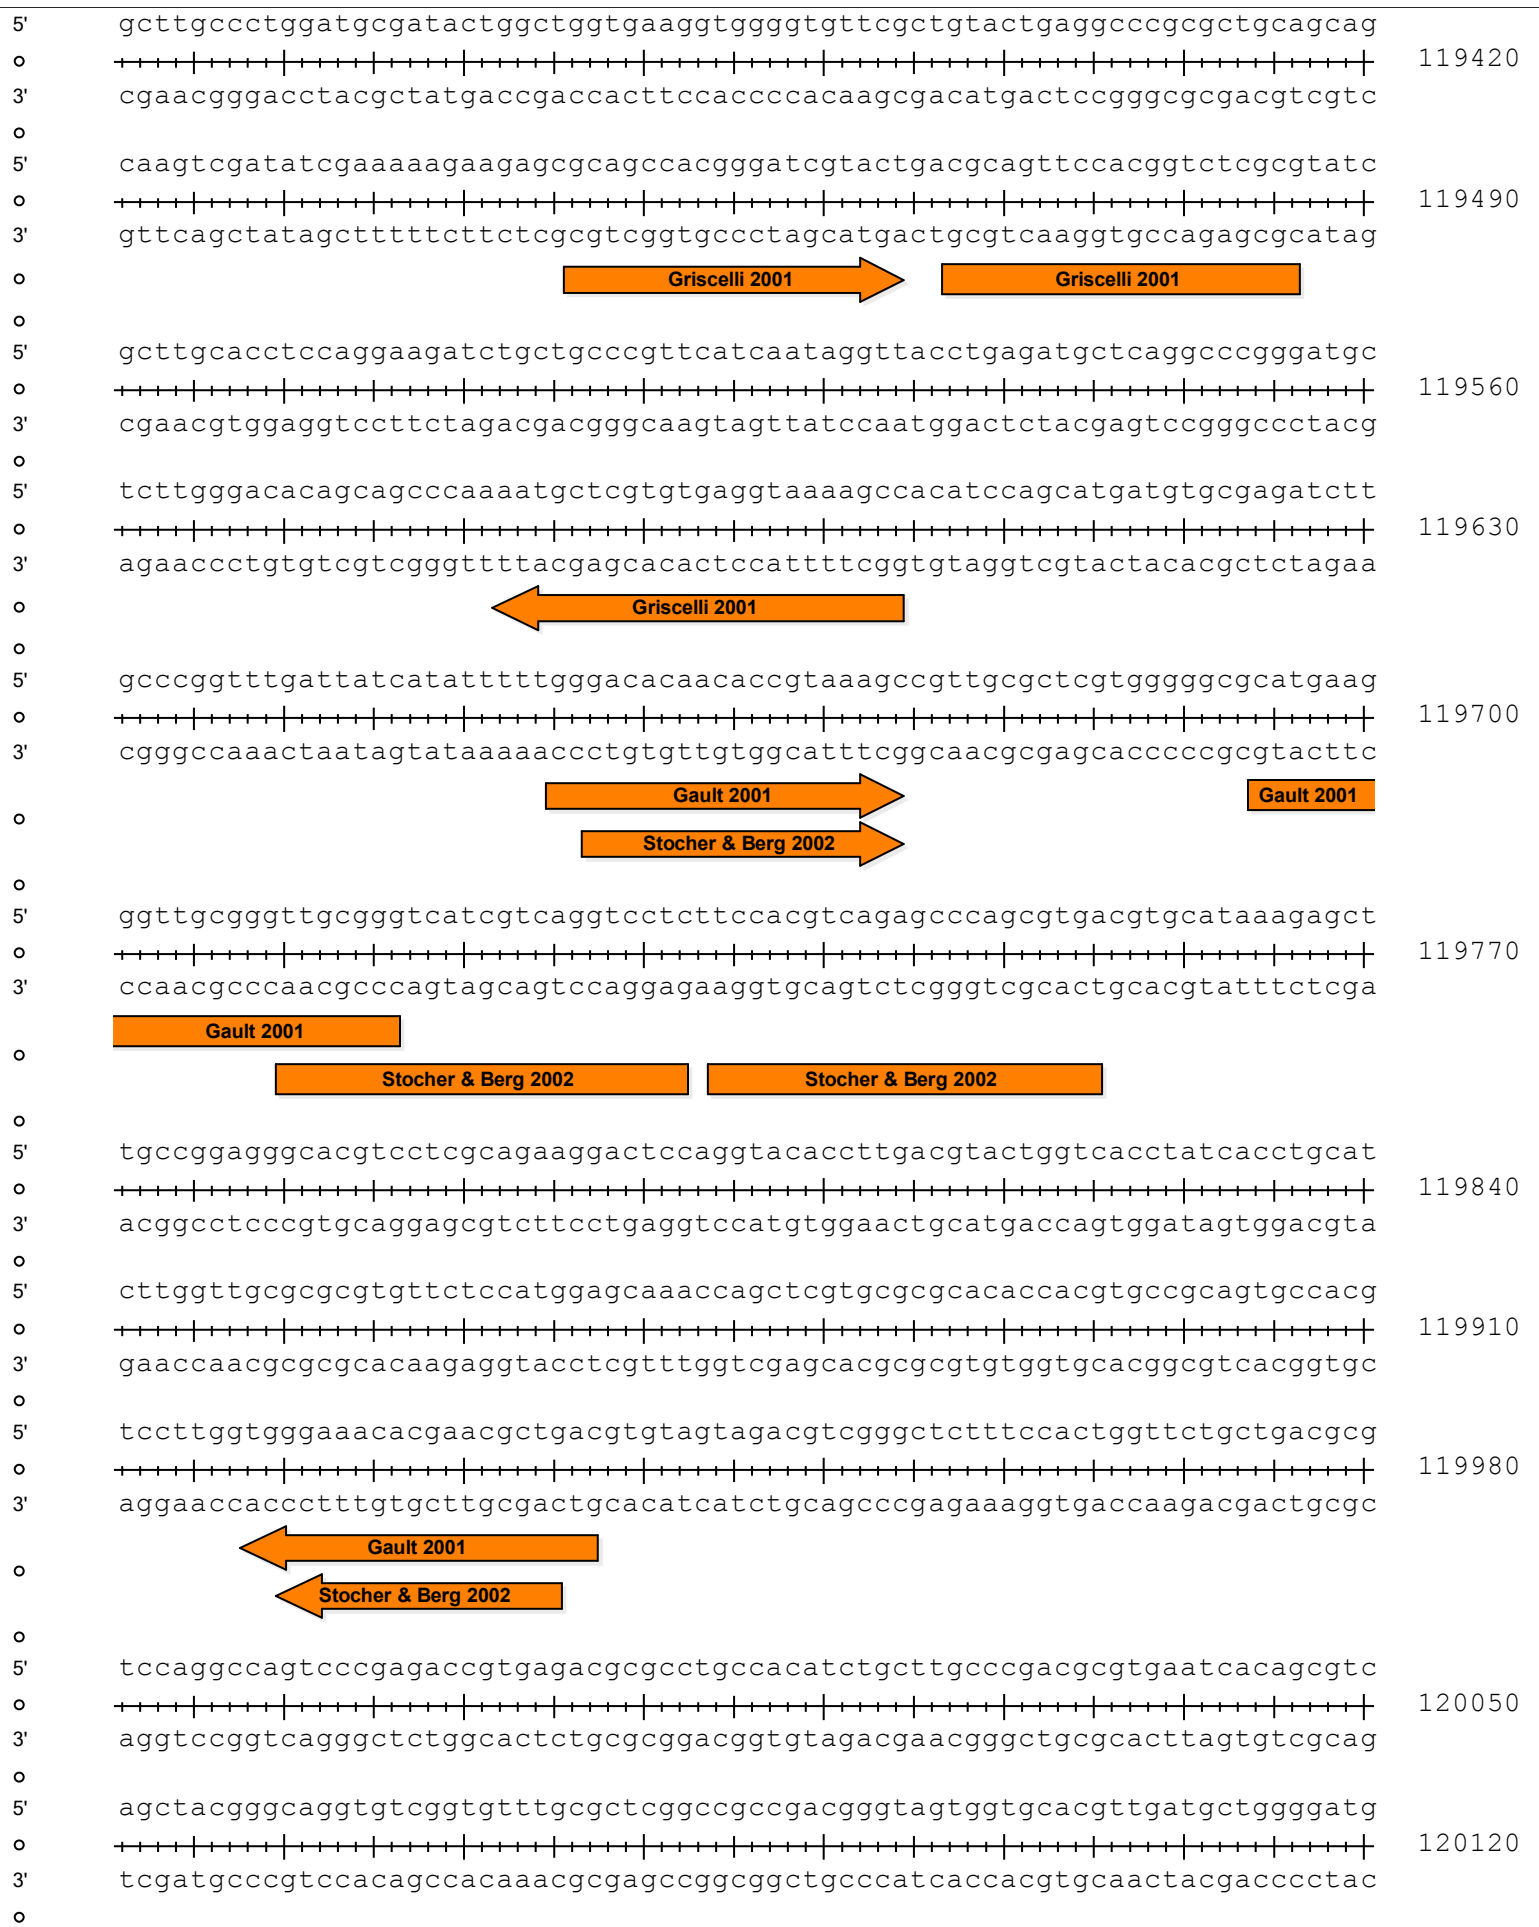 5' gcttgccctggatgcgatactggctggtgaaggtggggtgttcgctgtactgaggcccgcgctgcagcag
119420
3' cgaacgggacctacgctatgaccgaccacttccaccccacaagcgacatgactccgggcgcgacgtcgtc
5' caagtcgatatcgaaaaagaagagcgcagccacgggatcgtactgacgcagttccacggtctcgcgtatc
119490
3' gttcagctatagctttttcttctcgcgtcggtgccctagcatgactgcgtcaaggtgccagagcgcatag
Griscelli 2001 Griscelli 2001
5' gcttgcacctccaggaagatctgctgcccgttcatcaataggttacctgagatgctcaggcccgggatgc
119560
3' cgaacgtggaggtccttctagacgacgggcaagtagttatccaatggactctacgagtccgggccctacg
5' tcttgggacacagcagcccaaaatgctcgtgtgaggtaaaagccacatccagcatgatgtgcgagatctt
119630
3' agaaccctgtgtcgtcgggttttacgagcacactccattttcggtgtaggtcgtactacacgctctagaa
Griscelli 2001
5' gcccggtttgattatcatatttttgggacacaacaccgtaaagccgttgcgctcgtgggggcgcatgaag
119700
3' cgggccaaactaatagtataaaaaccctgtgttgtggcatttcggcaacgcgagcacccccgcgtacttc
Gault 2001 Gault 2001
Stocher & Berg 2002
5' ggttgcgggttgcgggtcatcgtcaggtcctcttccacgtcagagcccagcgtgacgtgcataaagagct
119770
3' ccaacgcccaacgcccagtagcagtccaggagaaggtgcagtctcgggtcgcactgcacgtatttctcga
Gault 2001
Stocher & Berg 2002 Stocher & Berg 2002
5' tgccggagggcacgtcctcgcagaaggactccaggtacaccttgacgtactggtcacctatcacctgcat
119840
3' acggcctcccgtgcaggagcgtcttcctgaggtccatgtggaactgcatgaccagtggatagtggacgta
5' cttggttgcgcgcgtgttctccatggagcaaaccagctcgtgcgcgcacaccacgtgccgcagtgccacg
119910
3' gaaccaacgcgcgcacaagaggtacctcgtttggtcgagcacgcgcgtgtggtgcacggcgtcacggtgc
5' tccttggtgggaaacacgaacgctgacgtgtagtagacgtcgggctctttccactggttctgctgacgcg
119980
3' aggaaccaccctttgtgcttgcgactgcacatcatctgcagcccgagaaaggtgaccaagacgactgcgc
Gault 2001
Stocher & Berg 2002
5' tccaggccagtcccgagaccgtgagacgcgcctgccacatctgcttgcccgacgcgtgaatcacagcgtc
120050
3' aggtccggtcagggctctggcactctgcgcggacggtgtagacgaacgggctgcgcacttagtgtcgcag
5' agctacgggcaggtgtcggtgtttgcgctcggccgccgacgggtagtggtgcacgttgatgctggggatg
120120
3' tcgatgcccgtccacagccacaaacgcgagccggcggctgcccatcaccacgtgcaactacgacccctac